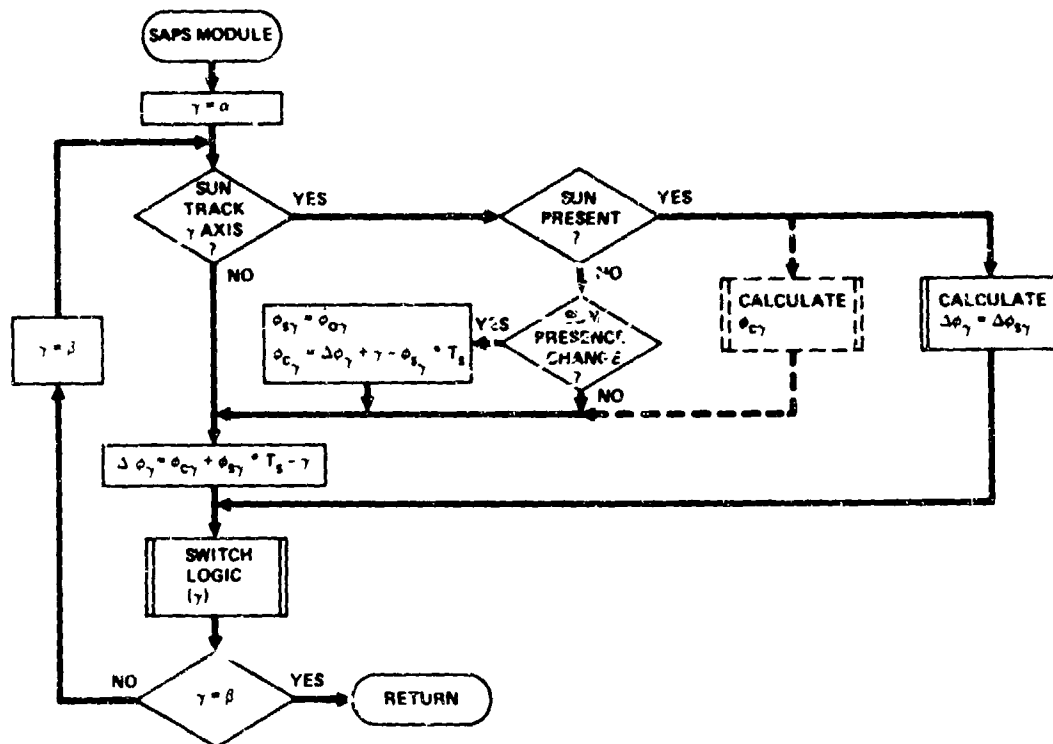 SAPS MODULE
γ = α
SUN
TRACK
γ AXIS
?
YES
NO
SUN
PRESENT
?
YES
NO
PRESENCE
CHANGE
?
YES
NO
ϕSγ = ϕOγ
ϕCγ = Δϕγ + γ - ϕSγ * TS
CALCULATE
ϕCγ
CALCULATE
Δϕγ = ΔϕSγ
γ = β
Δ ϕγ = ϕCγ + ϕSγ * TS - γ
SWITCH
LOGIC
(γ)
γ = β
NO
YES
RETURN